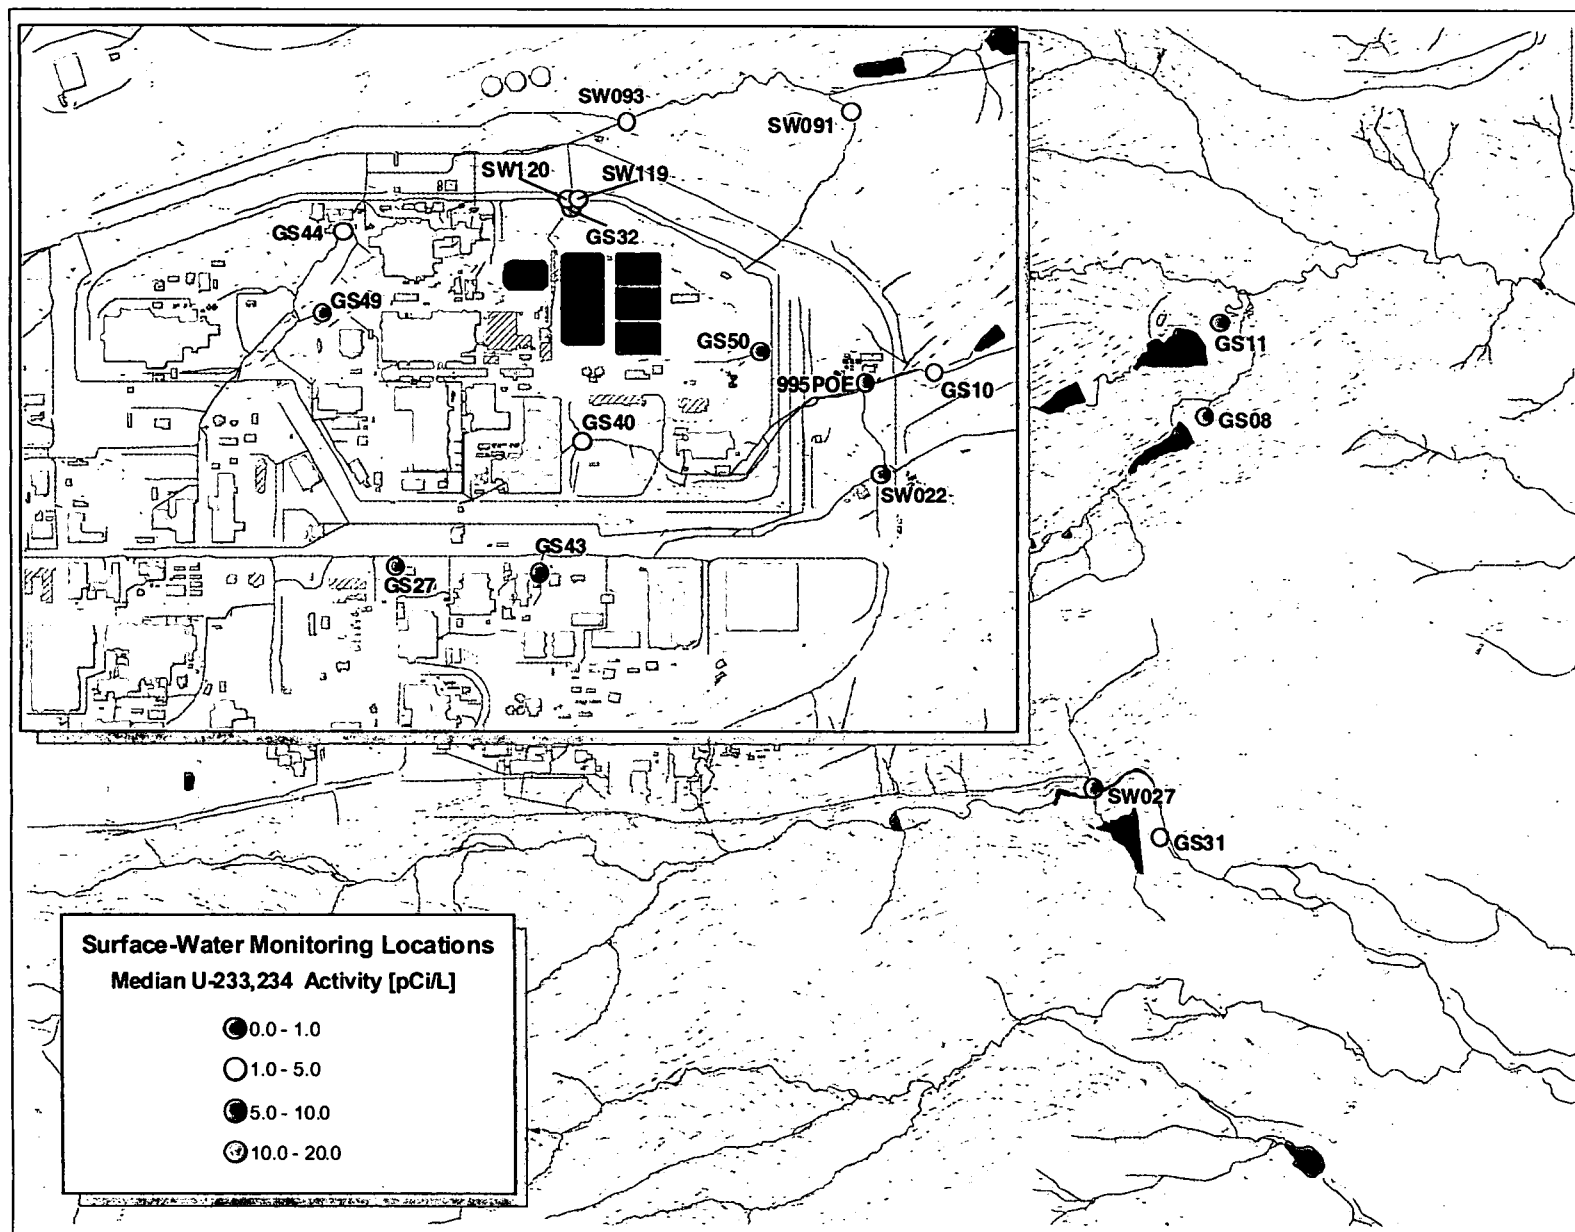 SW093
SW091
SW120
SW119
GS44
GS32
GS49
GS50
GS11
995POE
GS10
GS40
GS08
SW022
GS43
GS27
SW027
GS31
Surface-Water Monitoring Locations
Median U-233,234 Activity [pCi/L]
0.0 - 1.0
1.0 - 5.0
5.0 - 10.0
10.0 - 20.0